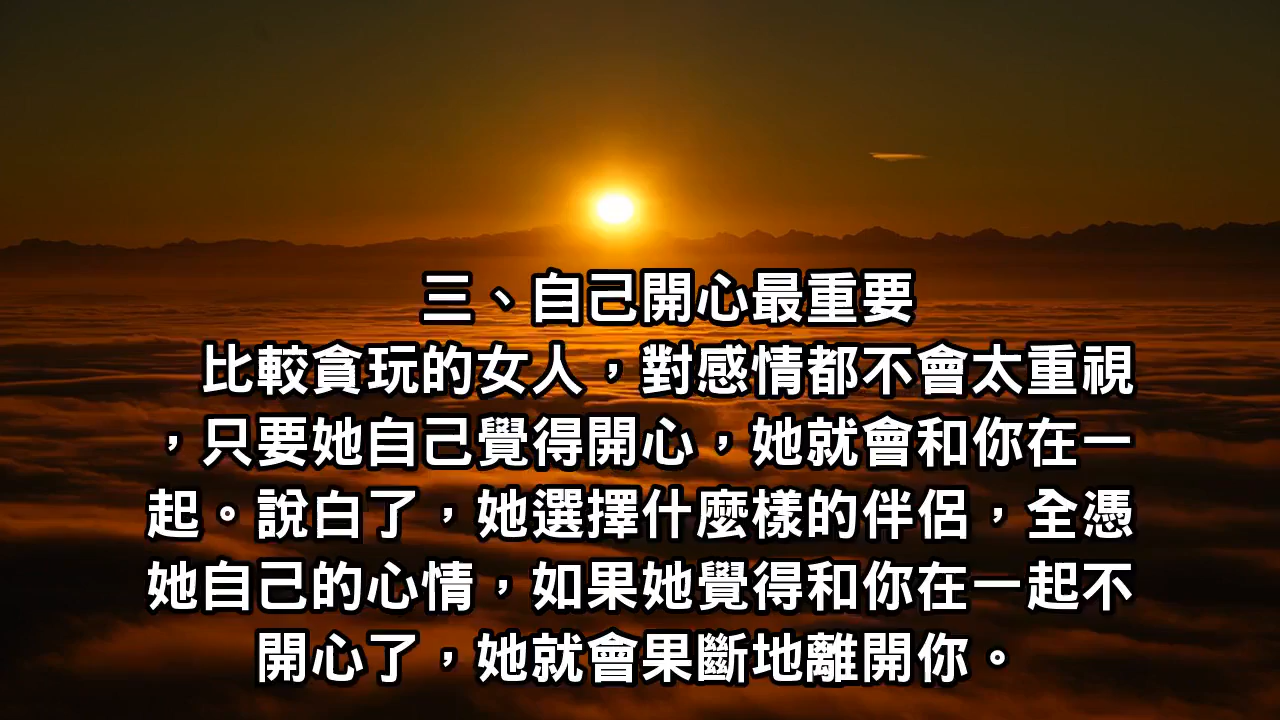 三、自己開心最重要
比較貪玩的女人，對感情都不會太重視
，只要她自己覺得開心，她就會和你在一
起。說白了，她選擇什麼樣的伴侶，全憑
她自己的心情，如果她覺得和你在一起不
開心了，她就會果斷地離開你。